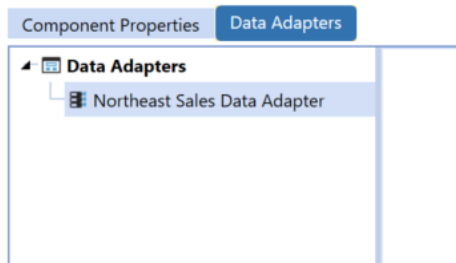 Component Properties Data Adapters
Data Adapters
Northeast Sales Data Adapter